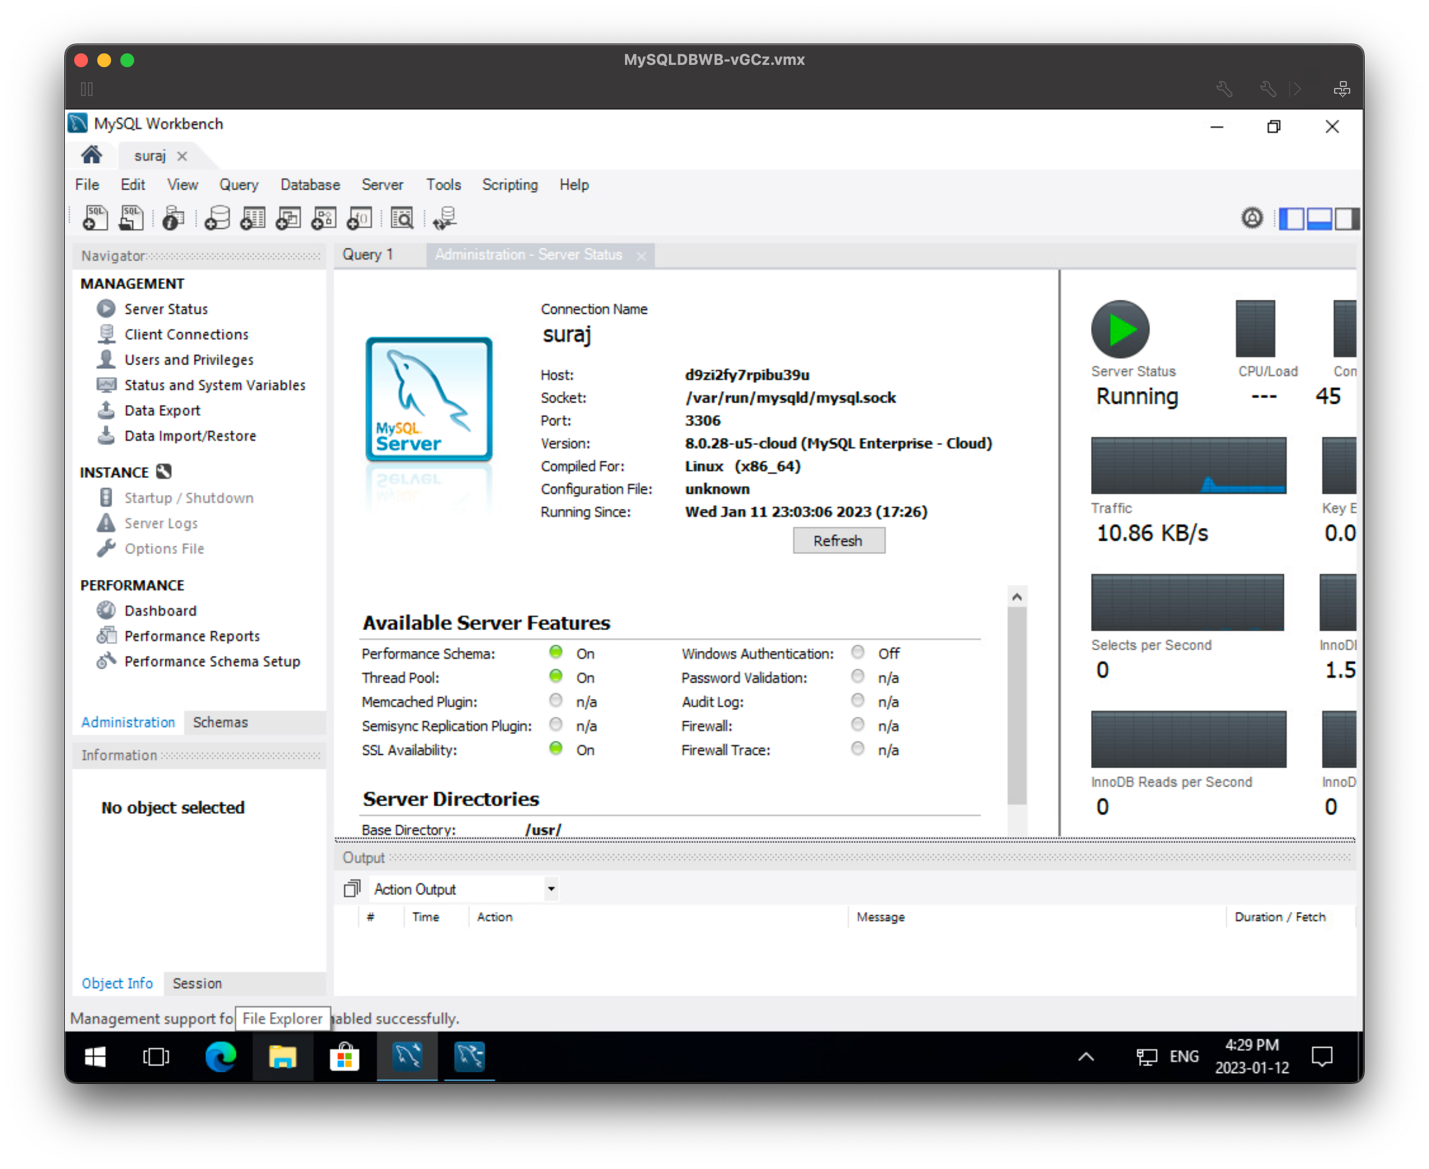 MySQLDBWB-vGCz.vmx
MySQL Workbench
suraj
File Edit View Query Database Server Tools Scripting Help
Navigator
MANAGEMENT
Server Status
Client Connections
Users and Privileges
Status and System Variables
Data Export
Data Import/Restore
INSTANCE
Startup / Shutdown
Server Logs
Options File
PERFORMANCE
Dashboard
Performance Reports
Performance Schema Setup
Administration Schemas
Information
No object selected
Object Info Session
Query 1 Administration - Server Status
Connection Name
suraj
Host: d9zi2fy7rpibu39u
Socket: /var/run/mysqld/mysql.sock
Port: 3306
Version: 8.0.28-u5-cloud (MySQL Enterprise - Cloud)
Compiled For: Linux (x86_64)
Configuration File: unknown
Running Since: Wed Jan 11 23:03:06 2023 (17:26)
Refresh
MySQL
Server
Available Server Features
Performance Schema: On Windows Authentication: Off
Thread Pool: On Password Validation: n/a
Memcached Plugin: n/a Audit Log: n/a
Semisync Replication Plugin: n/a Firewall: n/a
SSL Availability: On Firewall Trace: n/a
Server Directories
Base Directory: /usr/
Server Status CPU/Load Con
Running --- 45
Traffic Key E
10.86 KB/s 0.0
Selects per Second InnoD
0 1.5
InnoDB Reads per Second InnoD
0 0
Output
Action Output
# Time Action Message Duration / Fetch
Management support fo File Explorer nabled successfully.
ENG
4:29 PM
2023-01-12